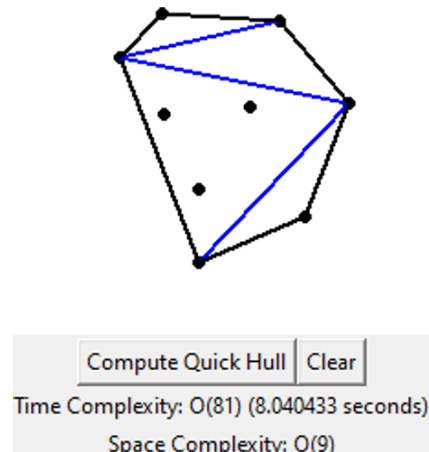 Compute Quick Hull Clear
Time Complexity: O(81) (8.040433 seconds)
Space Complexity: O(9)